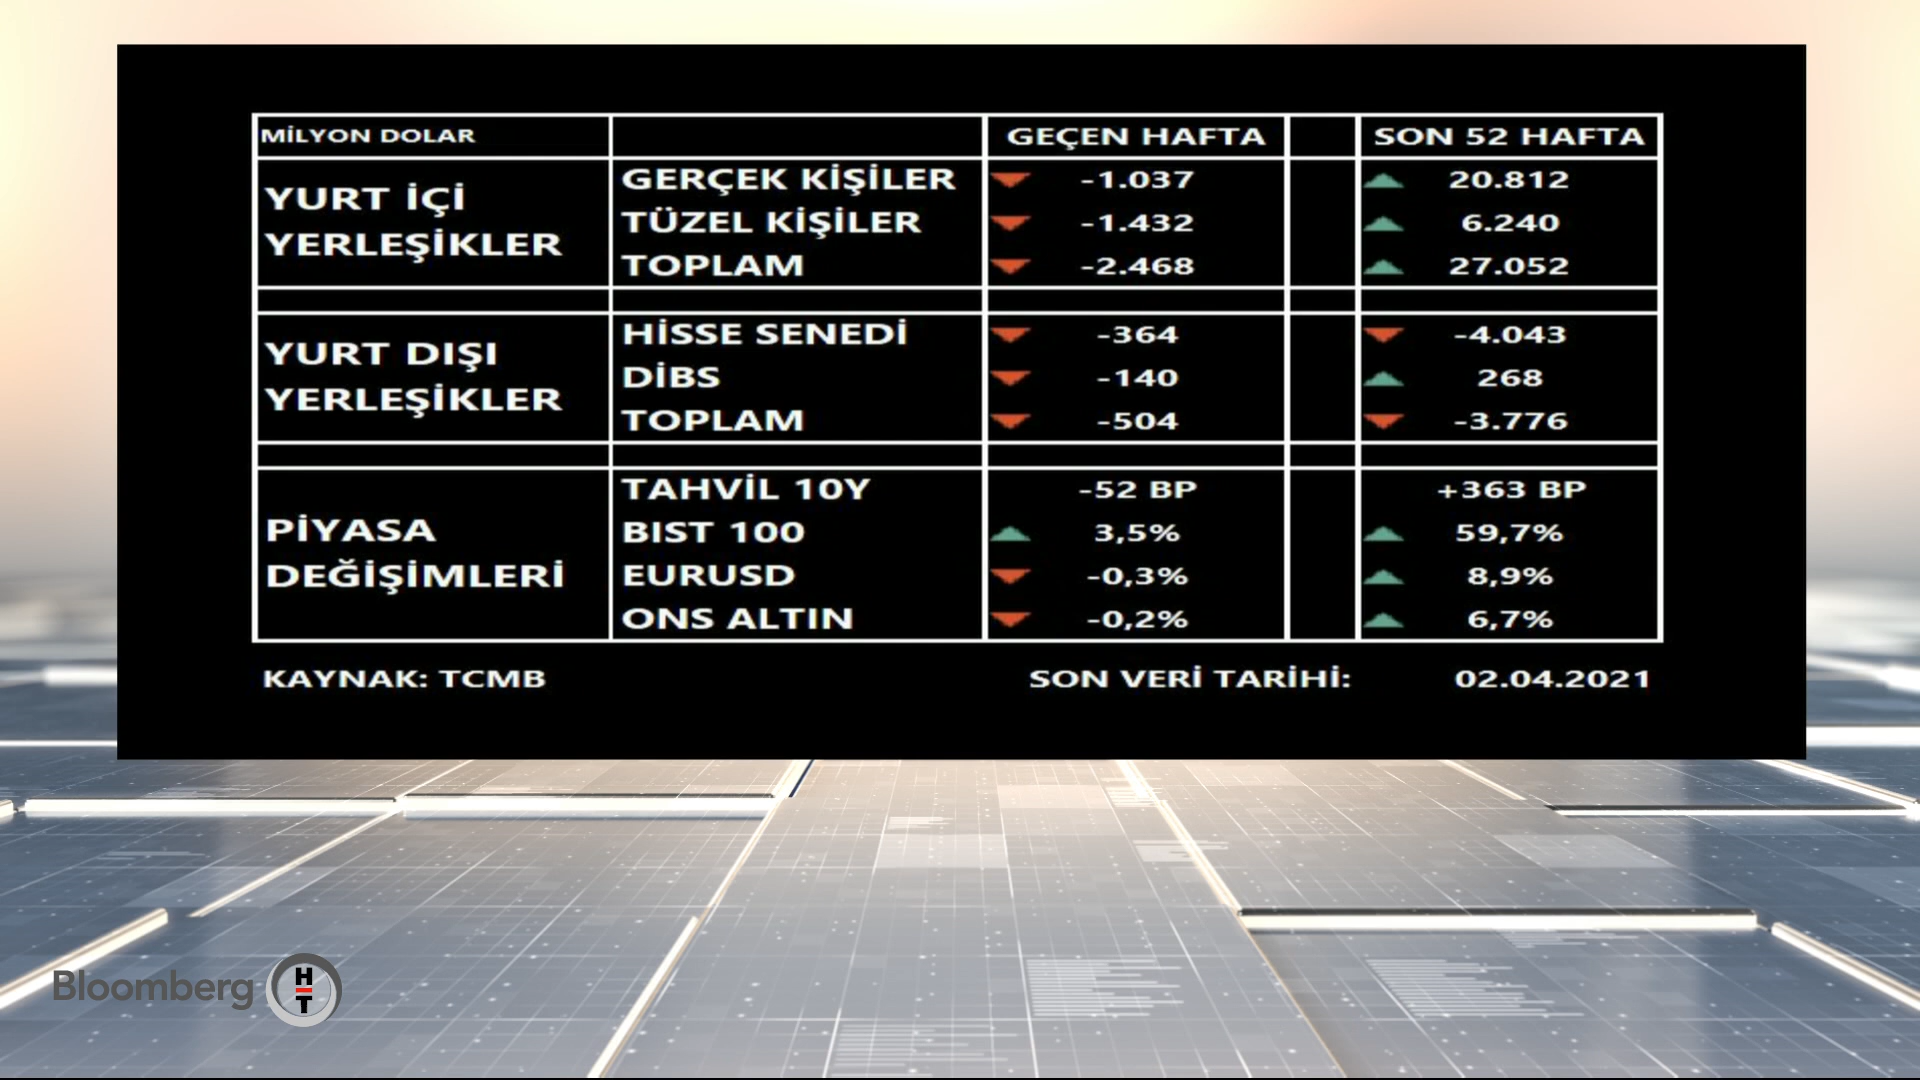 MİLYON DOLAR GEÇEN HAFTA SON 52 HAFTA
YURT İÇİ YERLEŞİKLER
GERÇEK KİŞİLER -1.037 20.812
TÜZEL KİŞİLER -1.432 6.240
TOPLAM -2.468 27.052
YURT DIŞI YERLEŞİKLER
HİSSE SENEDİ -364 -4.043
DİBS -140 268
TOPLAM -504 -3.776
PİYASA DEĞİŞİMLERİ
TAHVİL 10Y -52 BP +363 BP
BIST 100 3,5% 59,7%
EURUSD -0,3% 8,9%
ONS ALTIN -0,2% 6,7%
KAYNAK: TCMB SON VERİ TARİHİ: 02.04.2021
Bloomberg HT